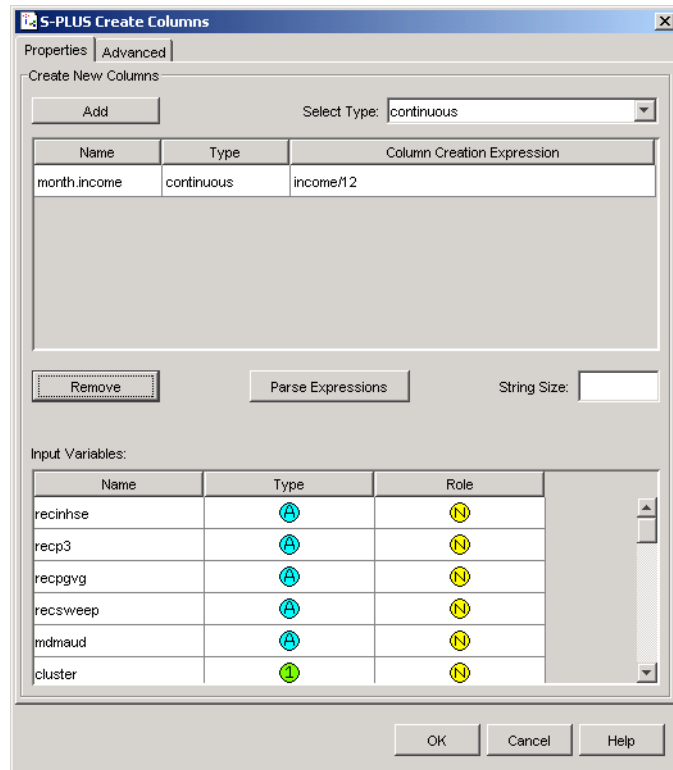 S-PLUS Create Columns
Properties Advanced
Create New Columns
Add Select Type: continuous
Name Type Column Creation Expression
month.income continuous income/12
Remove Parse Expressions String Size:
Input Variables:
Name Type Role
recinhse A N
recp3 A N
recpgvg A N
recsweep A N
mdmaud A N
cluster 1 N
OK Cancel Help